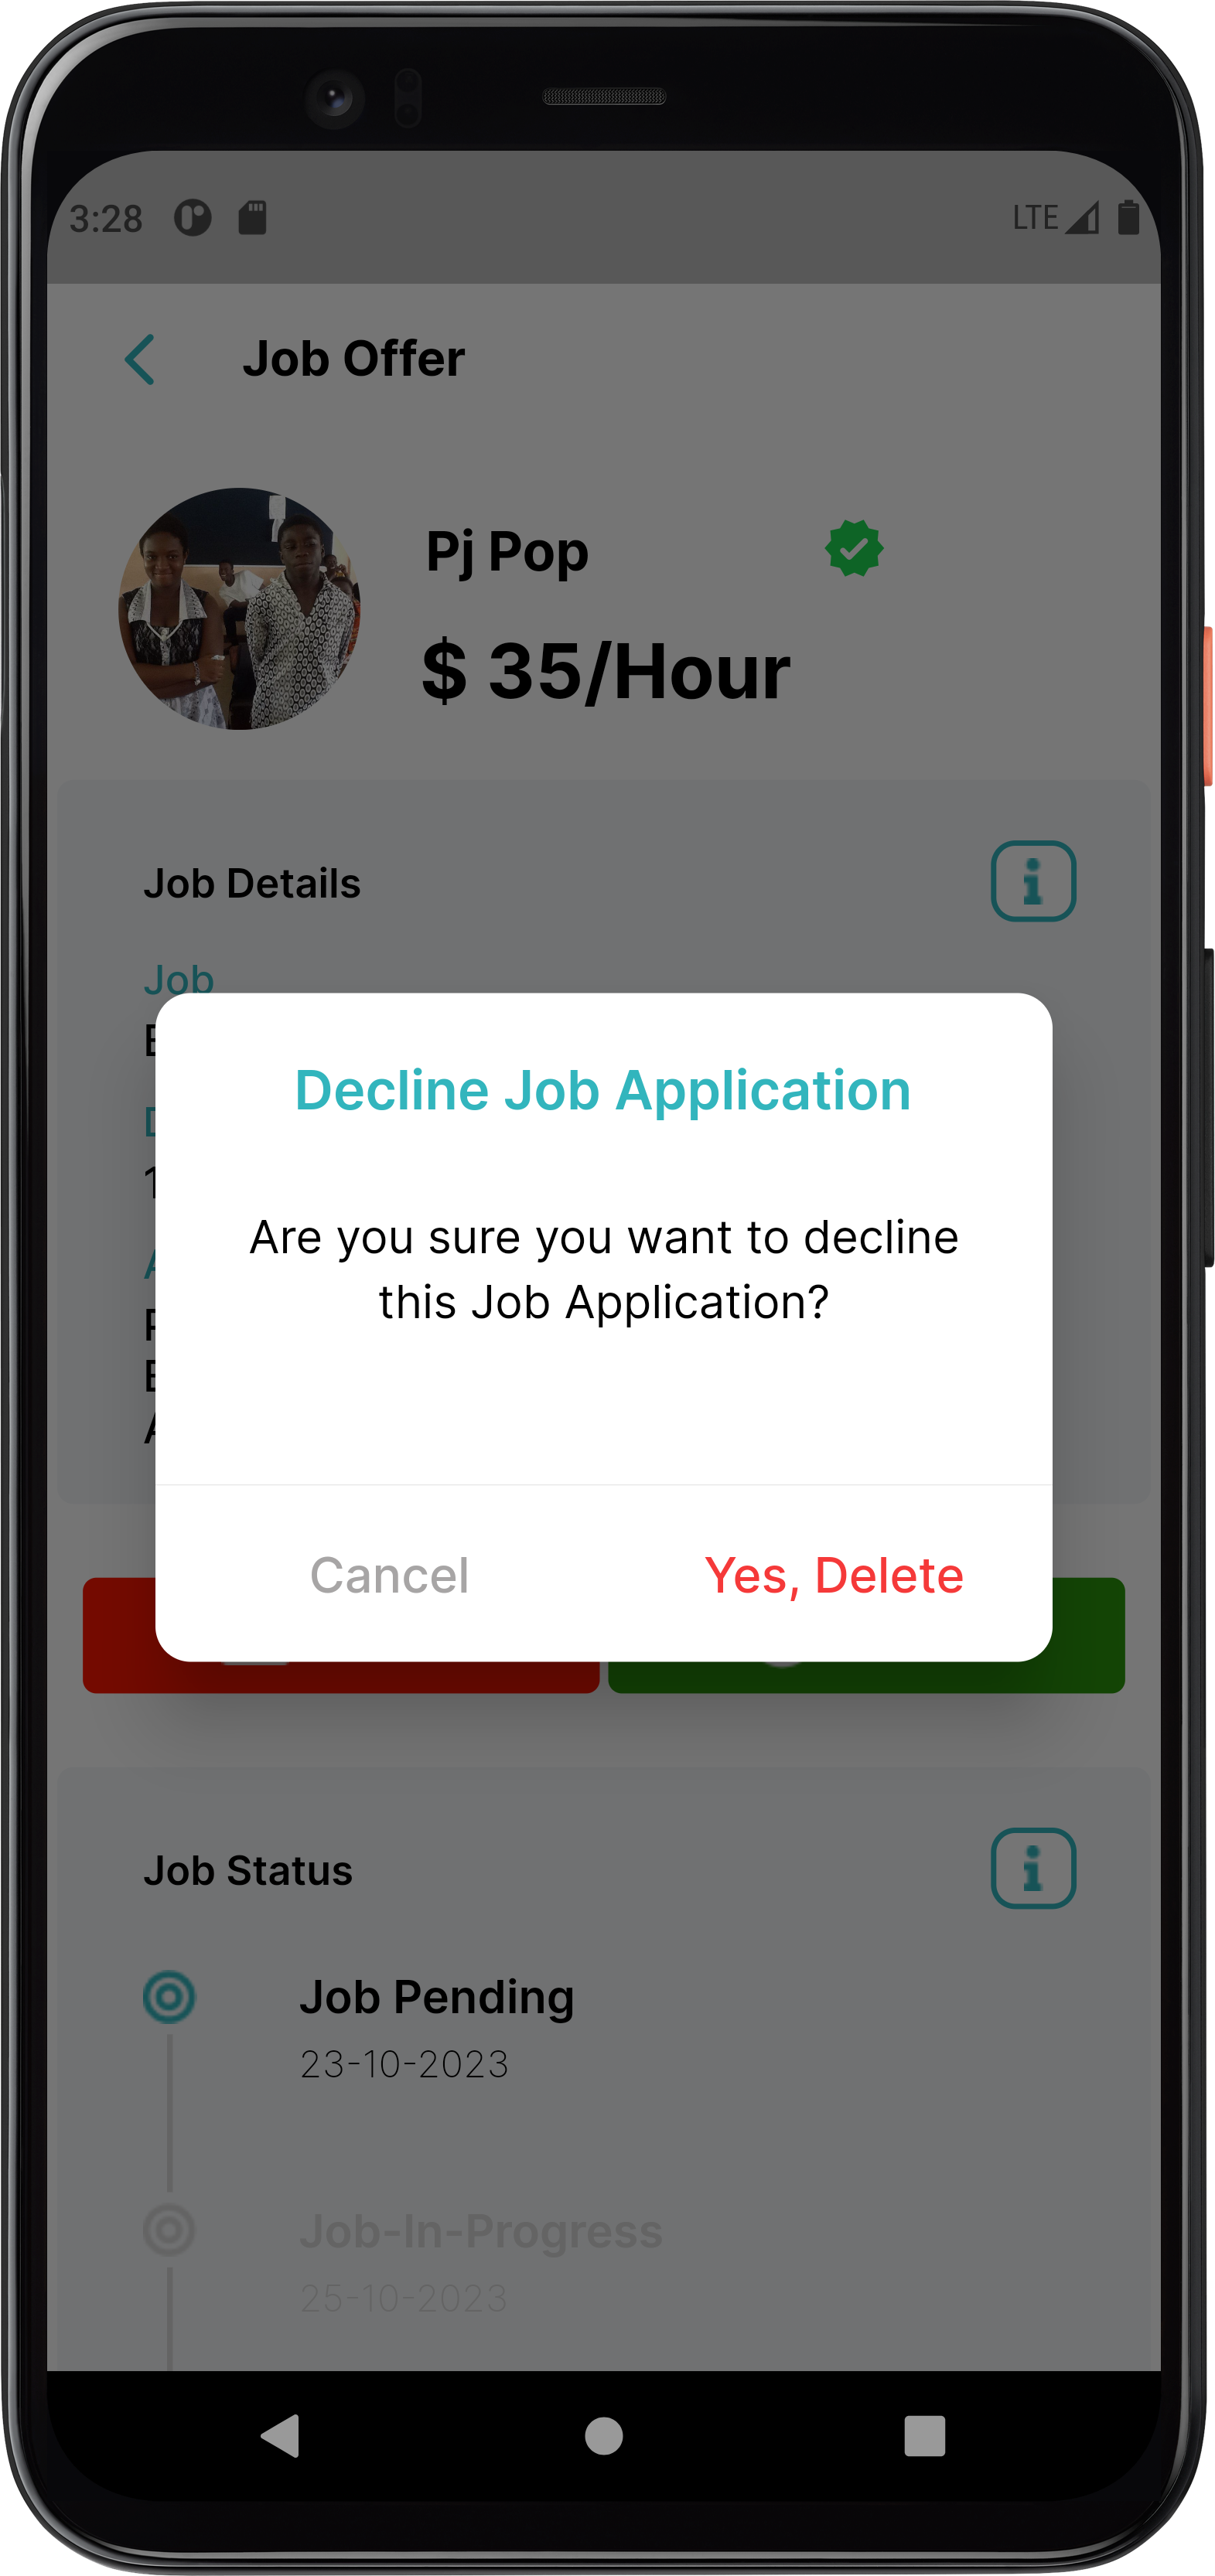 3:28
LTE
Job Offer
Pj Pop
$ 35/Hour
Job Details
Job
Decline Job Application
Are you sure you want to decline
this Job Application?
Cancel
Yes, Delete
Job Status
Job Pending
23-10-2023
Job-In-Progress
25-10-2023